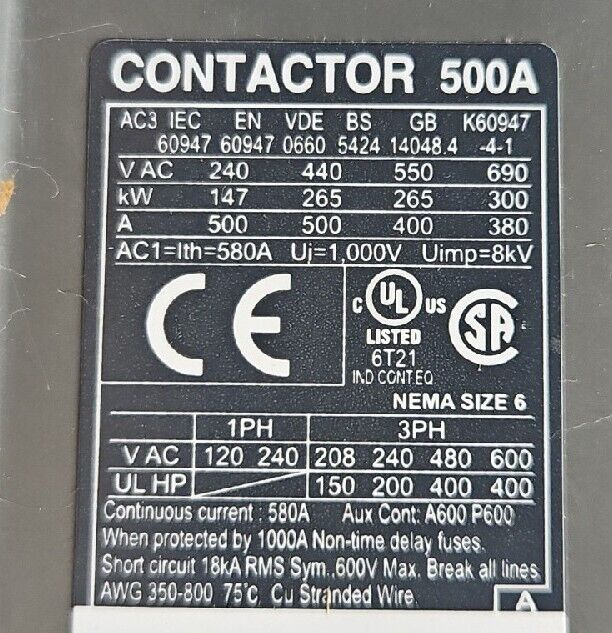 CONTACTOR 500A
AC3 IEC EN VDE BS GB K60947
60947 60947 0660 5424 14048.4 -4-1
V AC 240 440 550 690
kW 147 265 265 300
A 500 500 400 380
AC1=Ith=580A Ui=1,000V Uimp=8kV
CE
C UL US
LISTED
6T21
IND CONT.EQ
SA
NEMA SIZE 6
1PH 3PH
V AC 120 240 208 240 480 600
UL HP 150 200 400 400
Continuous current : 580A Aux Cont: A600 P600
When protected by 1000A Non-time delay fuses.
Short circuit 18kA RMS Sym.,600V Max. Break all lines
AWG 350-800 75℃ Cu Stranded Wire
A